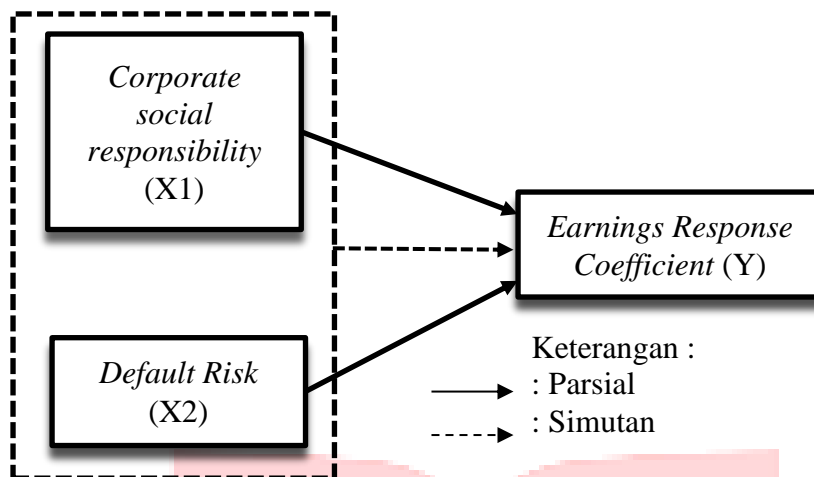 Corporate
social
responsibility
(X1)
Earnings Response
Coefficient (Y)
Default Risk
(X2)
Keterangan :
: Parsial
: Simutan